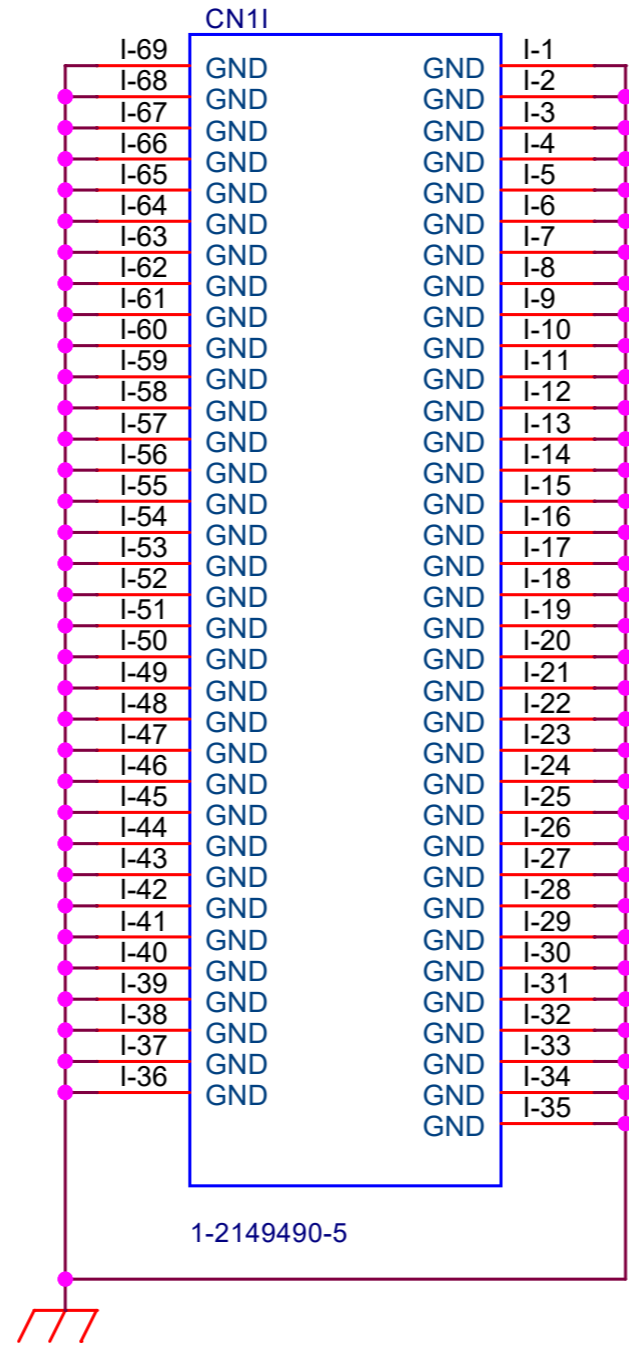 CN1I
I-69 GND GND I-1
I-68 GND GND I-2
I-67 GND GND I-3
I-66 GND GND I-4
I-65 GND GND I-5
I-64 GND GND I-6
I-63 GND GND I-7
I-62 GND GND I-8
I-61 GND GND I-9
I-60 GND GND I-10
I-59 GND GND I-11
I-58 GND GND I-12
I-57 GND GND I-13
I-56 GND GND I-14
I-55 GND GND I-15
I-54 GND GND I-16
I-53 GND GND I-17
I-52 GND GND I-18
I-51 GND GND I-19
I-50 GND GND I-20
I-49 GND GND I-21
I-48 GND GND I-22
I-47 GND GND I-23
I-46 GND GND I-24
I-45 GND GND I-25
I-44 GND GND I-26
I-43 GND GND I-27
I-42 GND GND I-28
I-41 GND GND I-29
I-40 GND GND I-30
I-39 GND GND I-31
I-38 GND GND I-32
I-37 GND GND I-33
I-36 GND GND I-34
GND I-35
1-2149490-5